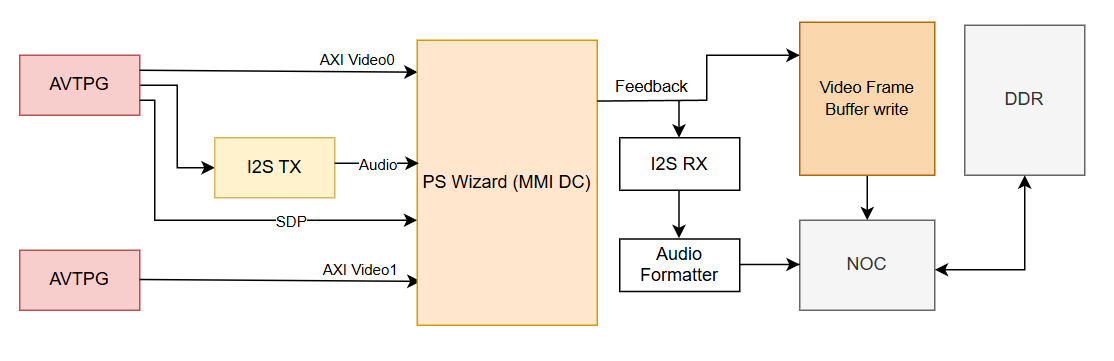 AVTPG
AXI Video0
I2S TX
Audio
SDP
AVTPG
AXI Video1
PS Wizard (MMI DC)
Feedback
I2S RX
Audio
Formatter
Video Frame
Buffer write
NOC
DDR